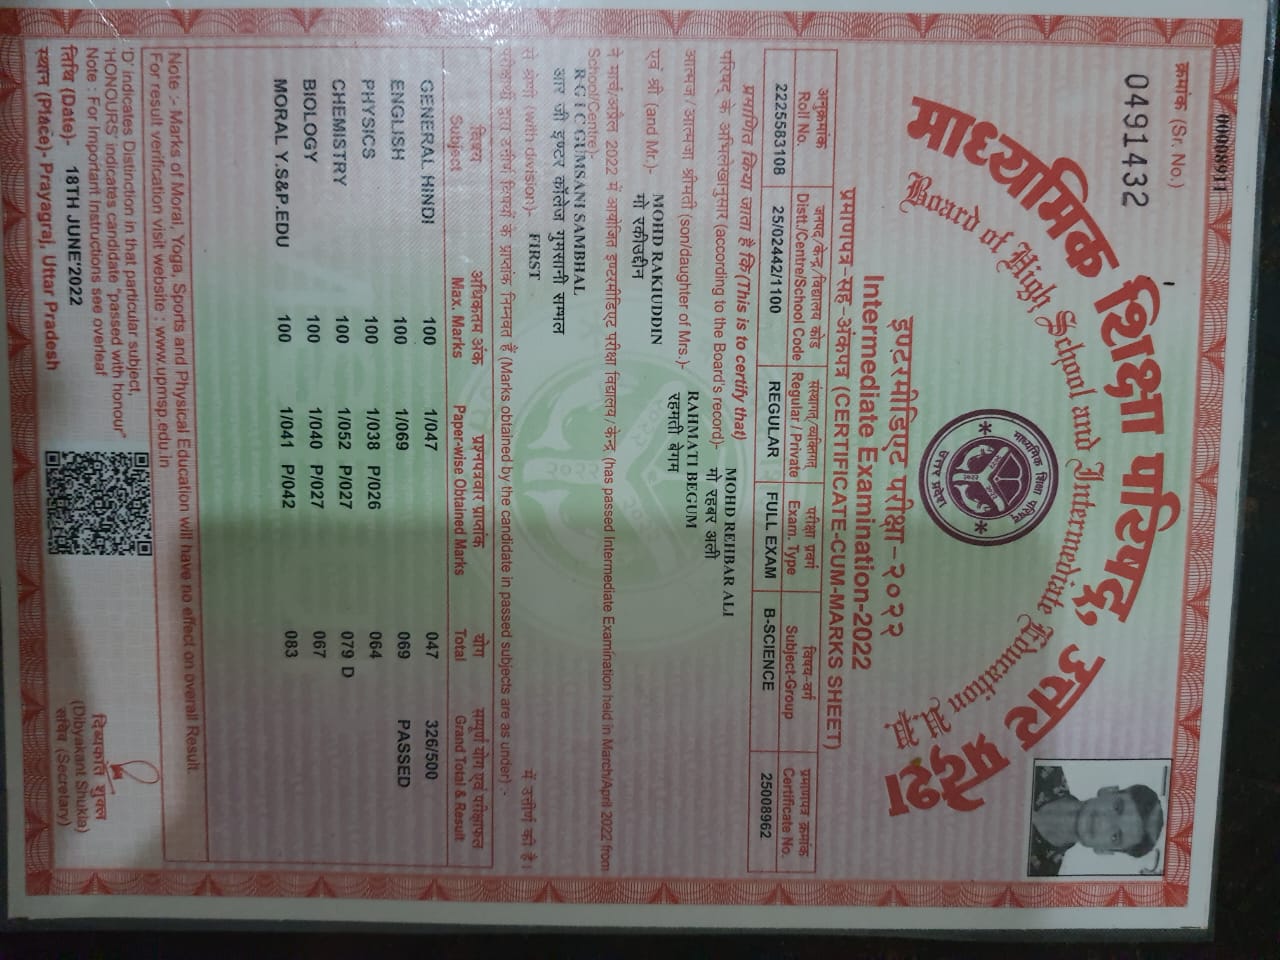 00008911
क्रमांक (Sr. No.)
0491432
माध्यमिक शिक्षा परिषद्, उत्तर प्रदेश
Board of High School and Intermediate Education U.P.
माध्यमिक शिक्षा परिषद्
उत्तर प्रदेश
इण्टरमीडिएट परीक्षा-२०२२
Intermediate Examination-2022
प्रमाणपत्र-सह-अंकपत्र (CERTIFICATE-CUM-MARKS SHEET)
अनुक्रमांक जनपद/केन्द्र/विद्यालय कोड संस्थागत/व्यक्तिगत परीक्षा प्रवर्ग विषय-वर्ग प्रमाणपत्र क्रमांक
Roll No. Distt./Centre/School Code Regular/Private Exam. Type Subject-Group Certificate No.
2225583108 25/02442/1100 REGULAR FULL EXAM B-SCIENCE 25008962
प्रमाणित किया जाता है कि (This is to certify that)
MOHD REHBAR ALI
परिषद के अभिलेखानुसार (according to the Board's record)- मो रहबर अली
RAHMATI BEGUM
आत्मज/आत्मजा श्रीमती (son/daughter of Mrs.)- रहमती बेगम
MOHD RAKIUDDIN
एवं श्री (and Mr.)- मो रकीउद्दीन
ने मार्च/अप्रैल 2022 में आयोजित इण्टरमीडिएट परीक्षा विद्यालय/केन्द्र (has passed Intermediate Examination held in March/April 2022 from
School/Centre)-
R G I C GUMSANI SAMBHAL
आर जी इण्टर कॉलेज गुमसानी सम्भल
से श्रेणी (with division)- FIRST में उत्तीर्ण की है।
परीक्षार्थी द्वारा उत्तीर्ण विषयों के प्राप्तांक निम्नवत हैं (Marks obtained by the candidate in passed subjects are as under) :-
विषय अधिकतम अंक प्रश्नपत्रवार प्राप्तांक योग सम्पूर्ण योग एवं परीक्षाफल
Subject Max. Marks Paper-wise Obtained Marks Total Grand Total & Result
GENERAL HINDI 100 1/047 047 326/500
ENGLISH 100 1/069 069 PASSED
PHYSICS 100 1/038 P/026 064
CHEMISTRY 100 1/052 P/027 079 D
BIOLOGY 100 1/040 P/027 067
MORAL Y.S&P.EDU 100 1/041 P/042 083
Note :- Marks of Moral, Yoga, Sports and Physical Education will have no effect on overall Result.
For result verification visit website : www.upmsp.edu.in
'D' indicates Distinction in that particular subject,
'HONOURS' indicates candidate "passed with honour"
Note : For Important Instructions see overleaf
तिथि (Date)- 18TH JUNE'2022
स्थान (Place)- Prayagraj, Uttar Pradesh
दिव्यकांत शुक्ल
(Dibyakant Shukla)
सचिव (Secretary)